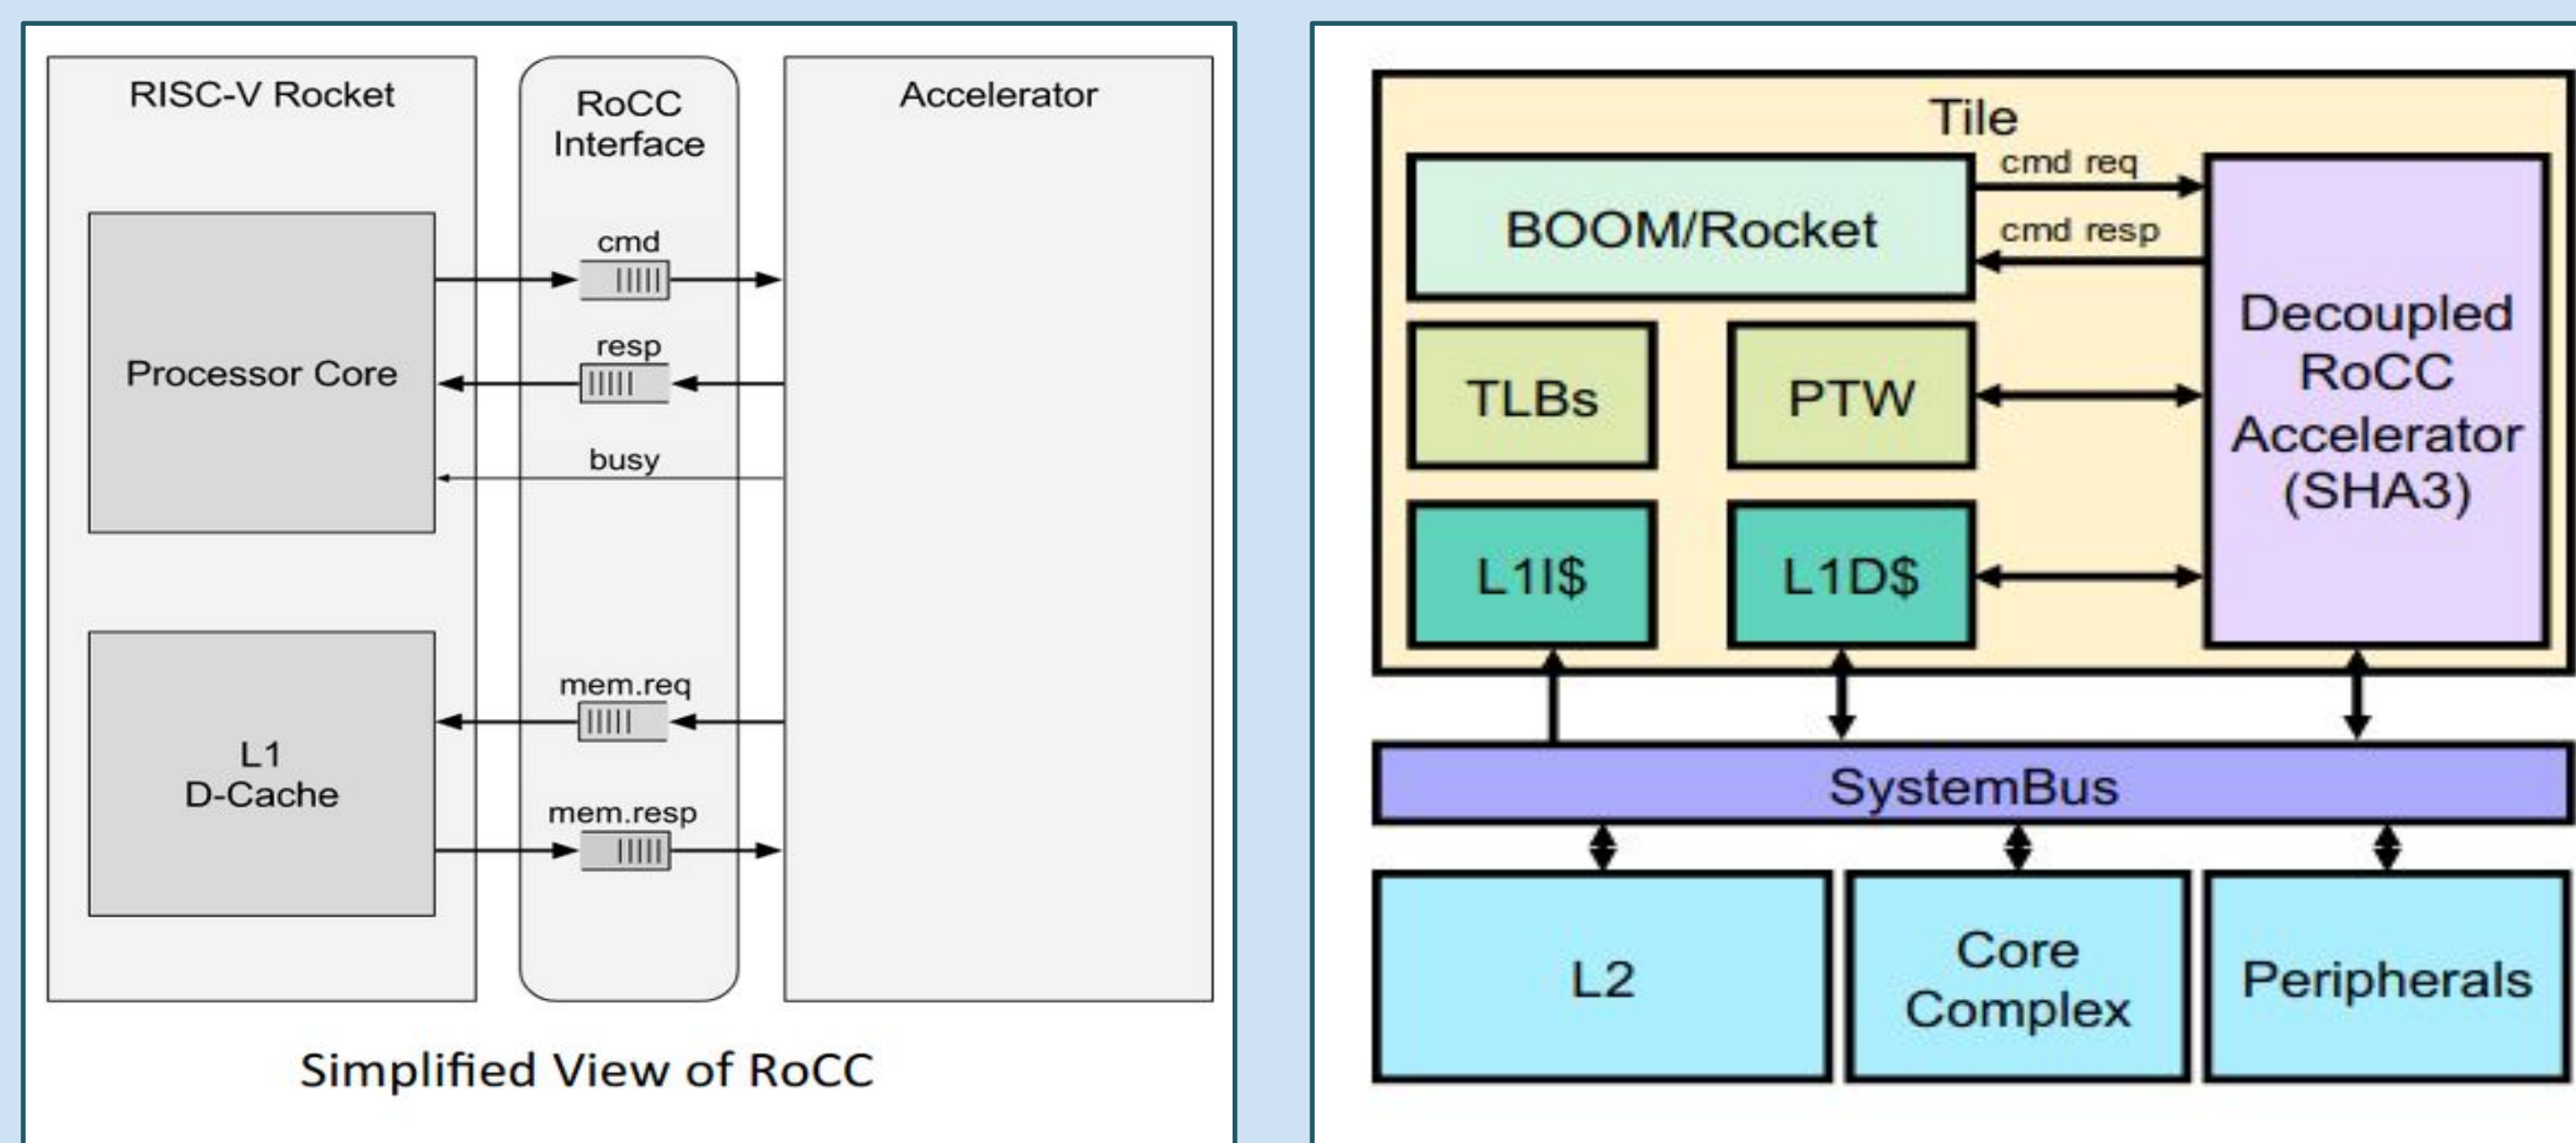 RISC-V Rocket
RoCC
Interface
Accelerator
cmd
resp
Processor Core
busy
mem.req
L1
D-Cache
mem.resp
Simplified View of RoCC
Tile
cmd req
BOOM/Rocket
cmd resp
Decoupled
RoCC
Accelerator
(SHA3)
TLBs
PTW
L1I$
L1D$
SystemBus
L2
Core
Complex
Peripherals